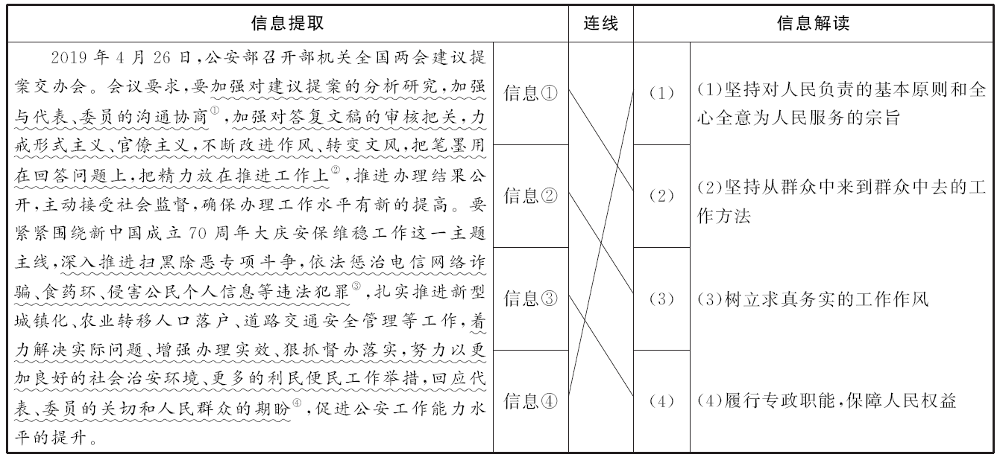 信息提取 连线 信息解读
2019 年 4 月 26 日,公安部召开部机关全国两会建议提
案交办会。会议要求,要加强对建议提案的分析研究,加强
与代表、委员的沟通协商①,加强对答复文稿的审核把关,力
戒形式主义、官僚主义,不断改进作风、转变文风,把笔墨用
在回答问题上,把精力放在推进工作上②,推进办理结果公
开,主动接受社会监督,确保办理工作水平有新的提高。要
紧紧围绕新中国成立 70 周年大庆安保维稳工作这一主题
主线,深入推进扫黑除恶专项斗争,依法惩治电信网络诈
骗、食药环、侵害公民个人信息等违法犯罪③,扎实推进新型
城镇化、农业转移人口落户、道路交通安全管理等工作,着
力解决实际问题、增强办理实效、狠抓督办落实,努力以更
加良好的社会治安环境、更多的利民便民工作举措,回应代
表、委员的关切和人民群众的期盼④,促进公安工作能力水
平的提升。
信息①
信息②
信息③
信息④
(1)
(2)
(3)
(4)
(1)坚持对人民负责的基本原则和全
心全意为人民服务的宗旨
(2)坚持从群众中来到群众中去的工
作方法
(3)树立求真务实的工作作风
(4)履行专政职能,保障人民权益